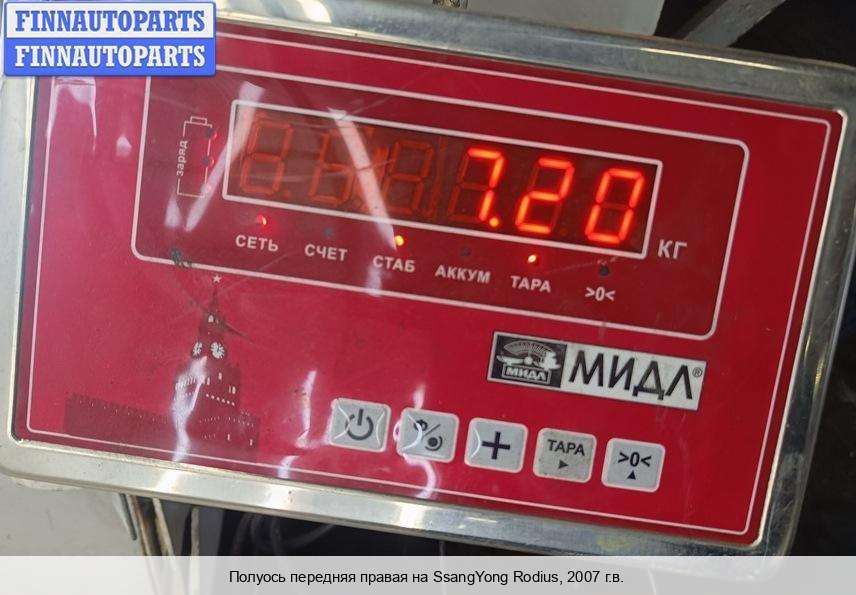 FINNAUTOPARTS
FINNAUTOPARTS
заряд
7.20
КГ
СЕТЬ СЧЕТ СТАБ АККУМ ТАРА >0<
МИДЛ МИДЛ®
ТАРА >0<
Полуось передняя правая на SsangYong Rodius, 2007 г.в.